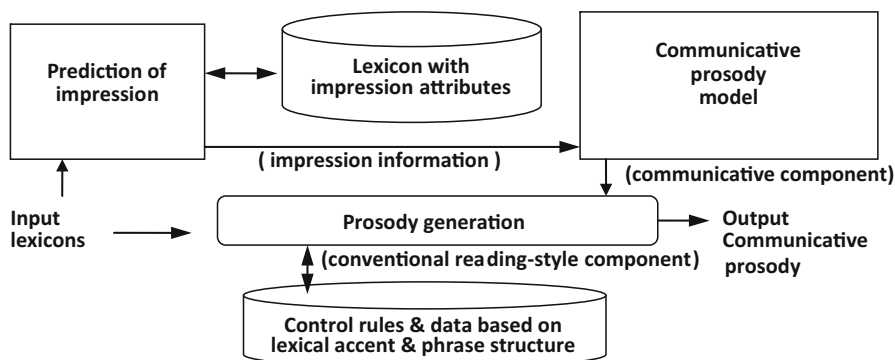 Prediction of
impression
Lexicon with
impression attributes
Communicative
prosody
model
( impression information )
(communicative component)
Input
lexicons
Prosody generation
Output
Communicative
prosody
(conventional reading-style component)
Control rules & data based on
lexical accent & phrase structure